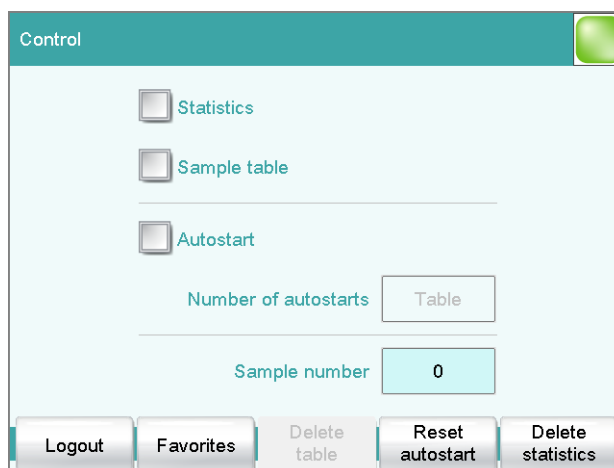 Control
Statistics
Sample table
Autostart
Number of autostarts Table
Sample number 0
Logout Favorites Delete table Reset autostart Delete statistics